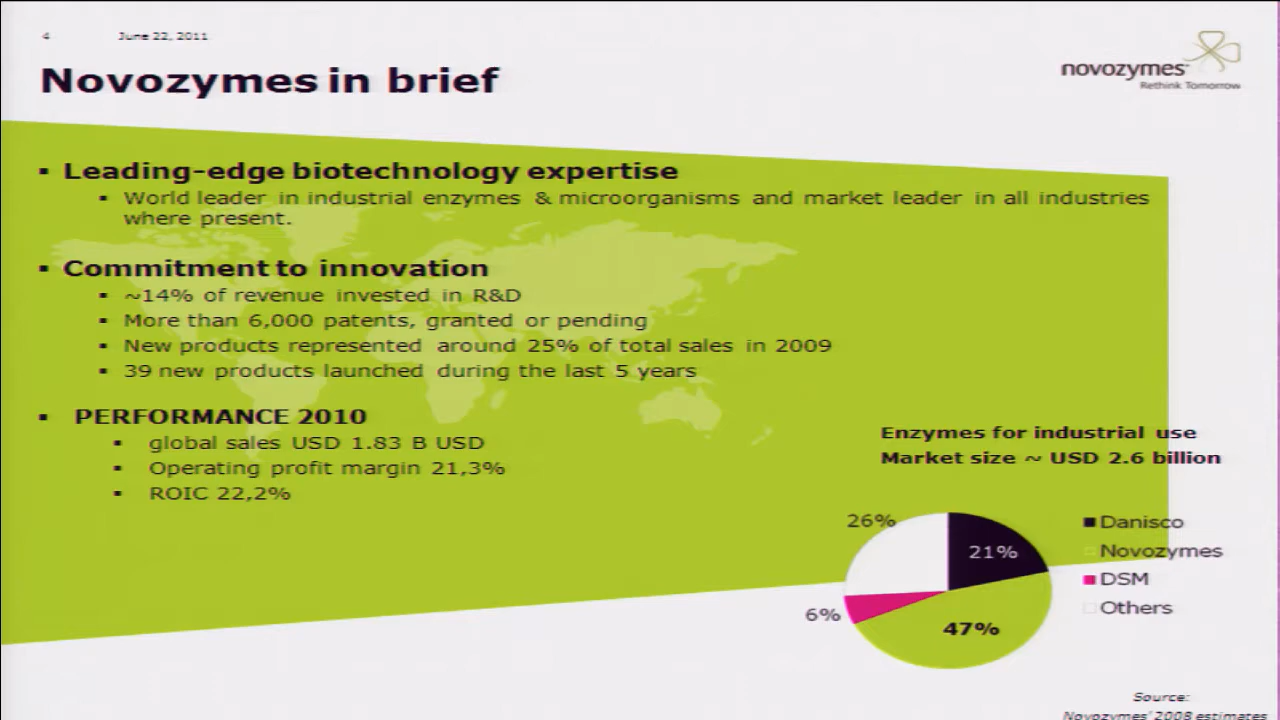 4 June 22, 2011
Novozymes in brief
novozymes
Rethink Tomorrow
▪ Leading-edge biotechnology expertise
▪ World leader in industrial enzymes & microorganisms and market leader in all industries
where present.
▪ Commitment to innovation
▪ ~14% of revenue invested in R&D
▪ More than 6,000 patents, granted or pending
▪ New products represented around 25% of total sales in 2009
▪ 39 new products launched during the last 5 years
▪ PERFORMANCE 2010
▪ global sales USD 1.83 B USD
▪ Operating profit margin 21,3%
▪ ROIC 22,2%
Enzymes for industrial use
Market size ~ USD 2.6 billion
26%
21%
6%
47%
Danisco
Novozymes
DSM
Others
Source:
Novozymes' 2008 estimates